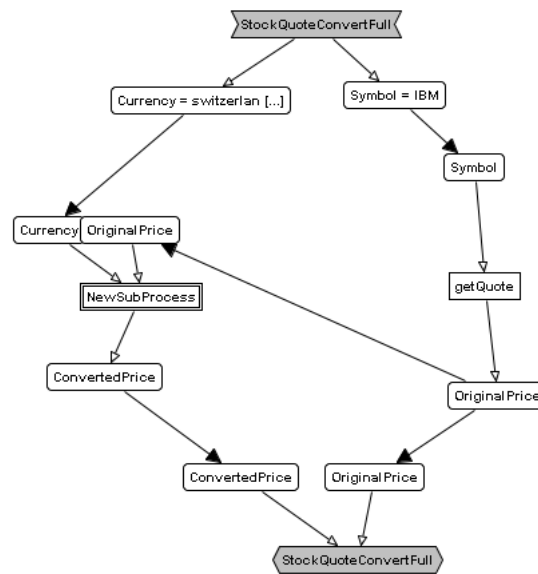 StockQuoteConvertFull
Currency = switzerlan [...]
Symbol = IBM
Symbol
Currency
OriginalPrice
getQuote
NewSubProcess
ConvertedPrice
OriginalPrice
ConvertedPrice
OriginalPrice
StockQuoteConvertFull